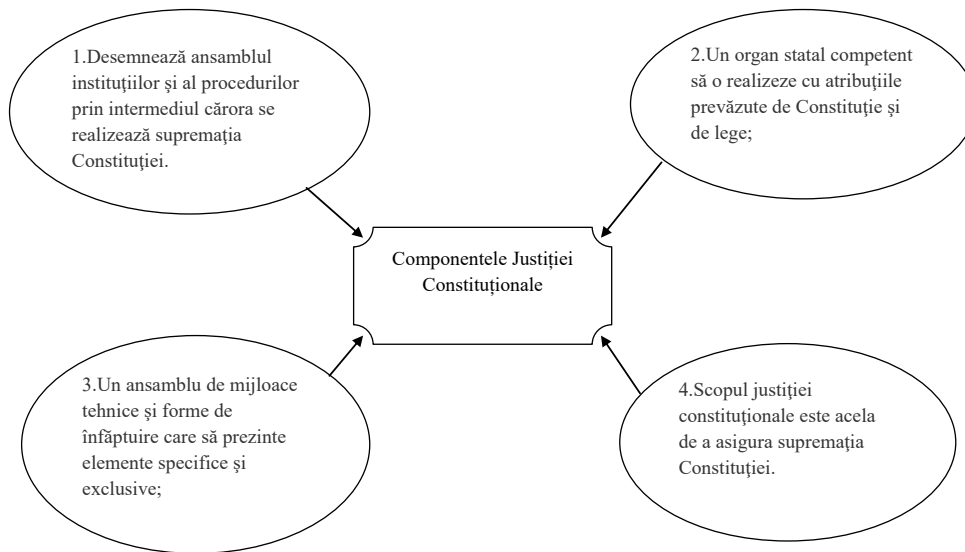 1.Desemnează ansamblul
instituţiilor şi al procedurilor
prin intermediul cărora se
realizează supremaţia
Constituţiei.
2.Un organ statal competent
să o realizeze cu atribuţiile
prevăzute de Constituţie şi
de lege;
Componentele Justiției
Constituționale
3.Un ansamblu de mijloace
tehnice şi forme de
înfăptuire care să prezinte
elemente specifice şi
exclusive;
4.Scopul justiţiei
constituţionale este acela
de a asigura supremaţia
Constituţiei.